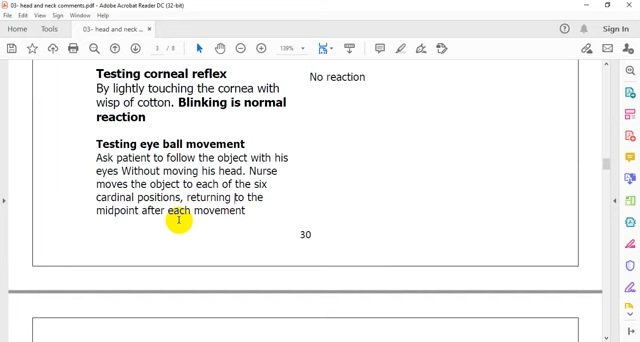 03- head and neck comments.pdf - Adobe Acrobat Reader DC (32-bit)
File Edit View Sign Window Help
Home Tools 03- head and neck ... × Sign In
3 / 8 139%
Testing corneal reflex
By lightly touching the cornea with
wisp of cotton. Blinking is normal
reaction
No reaction
Testing eye ball movement
Ask patient to follow the object with his
eyes Without moving his head. Nurse
moves the object to each of the six
cardinal positions, returning to the
midpoint after each movement
30